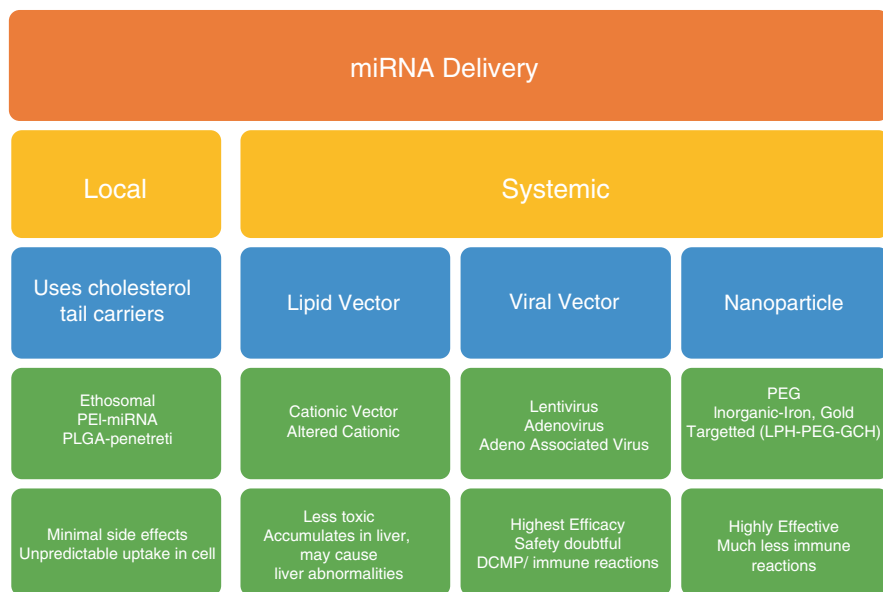 miRNA Delivery
Local
Systemic
Uses cholesterol
tail carriers
Lipid Vector
Viral Vector
Nanoparticle
Ethosomal
PEI-miRNA
PLGA-penetreti
Cationic Vector
Altered Cationic
Lentivirus
Adenovirus
Adeno Associated Virus
PEG
Inorganic-Iron, Gold
Targetted (LPH-PEG-GCH)
Minimal side effects
Unpredictable uptake in cell
Less toxic
Accumulates in liver,
may cause
liver abnormalities
Highest Efficacy
Safety doubtful
DCMP/ immune reactions
Highly Effective
Much less immune
reactions